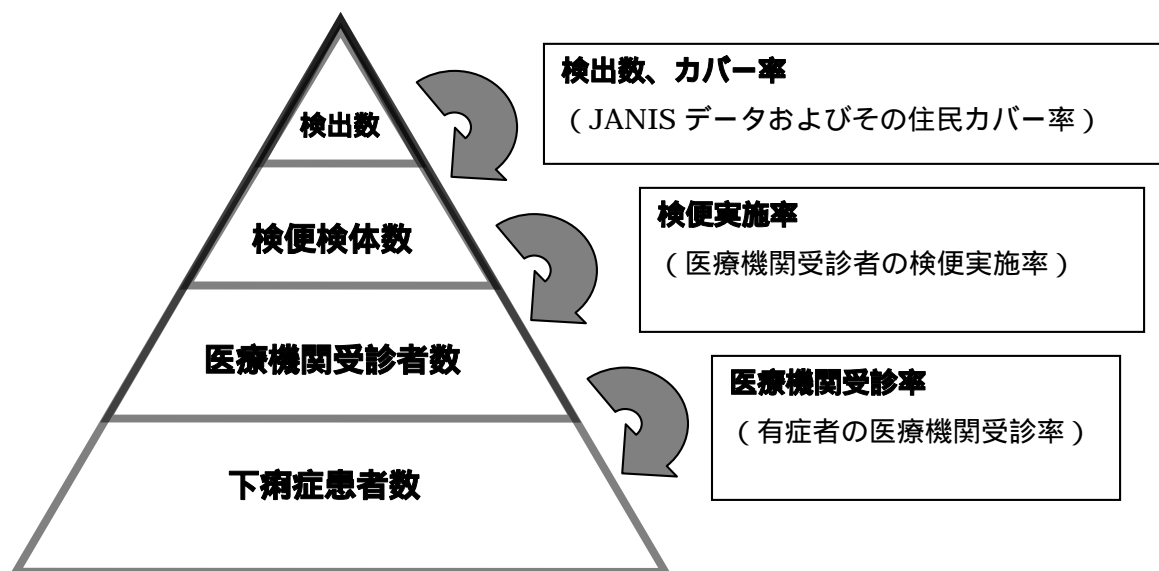 検出数
検便検体数
医療機関受診者数
下痢症患者数
検出数、カバー率
（JANIS データおよびその住民カバー率）
検便実施率
（医療機関受診者の検便実施率）
医療機関受診率
（有症者の医療機関受診率）